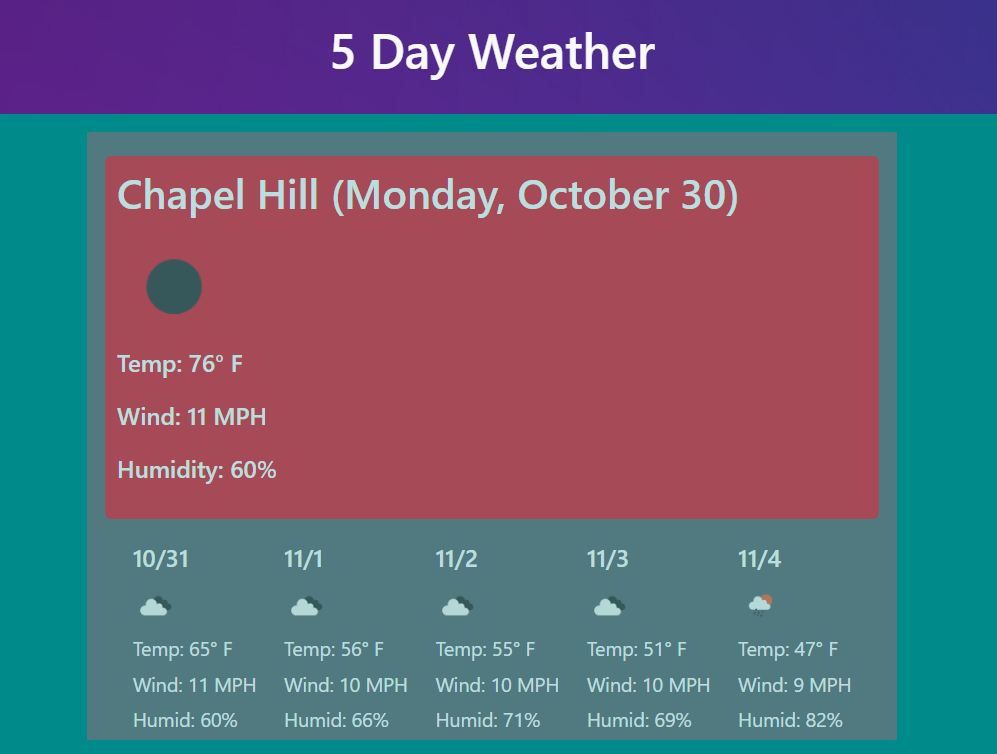 5 Day Weather
Chapel Hill (Monday, October 30)
Temp: 76° F
Wind: 11 MPH
Humidity: 60%
10/31 11/1 11/2 11/3 11/4
Temp: 65° F Temp: 56° F Temp: 55° F Temp: 51° F Temp: 47° F
Wind: 11 MPH Wind: 10 MPH Wind: 10 MPH Wind: 10 MPH Wind: 9 MPH
Humid: 60% Humid: 66% Humid: 71% Humid: 69% Humid: 82%